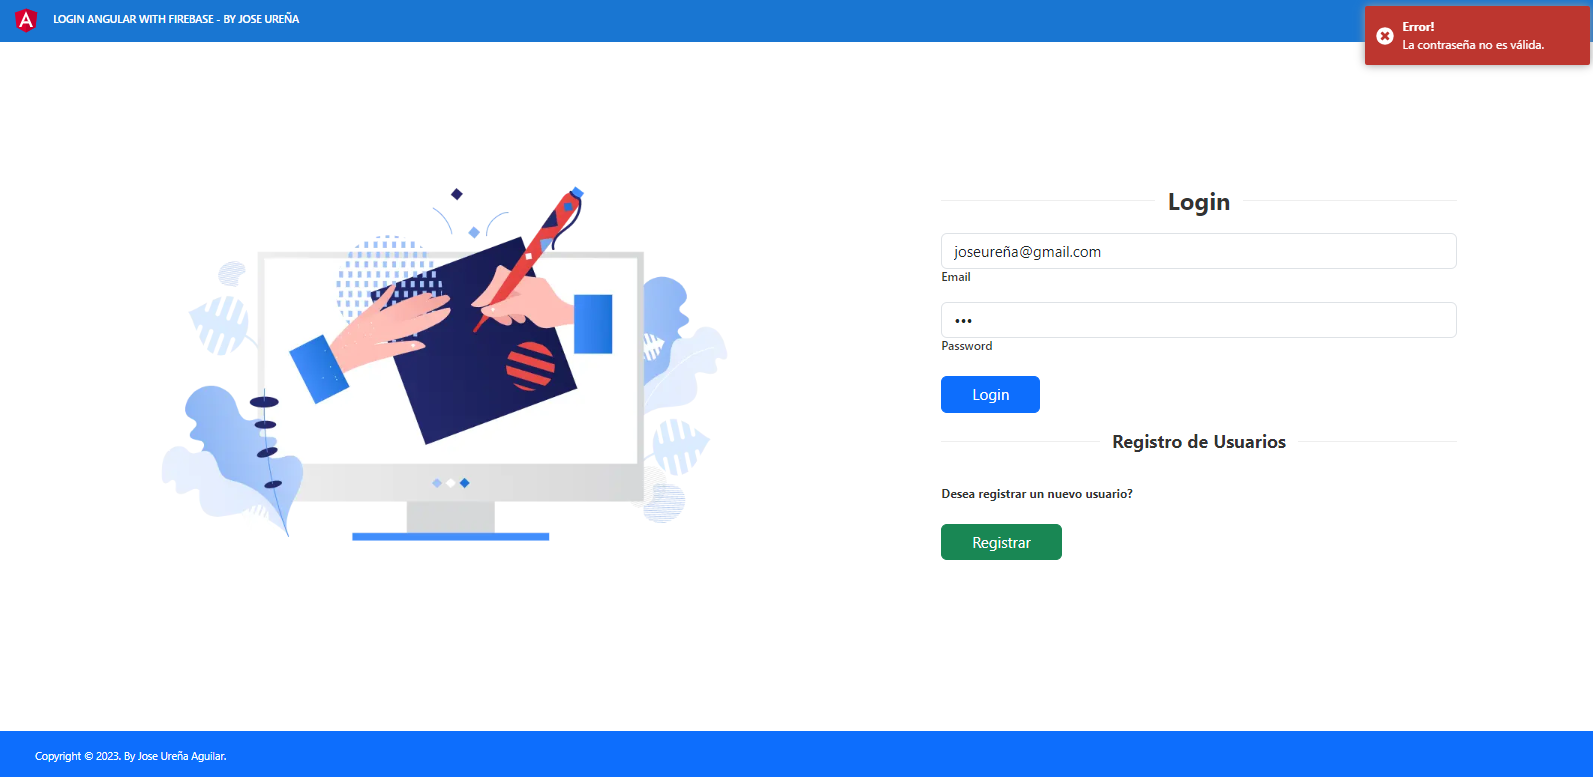 LOGIN ANGULAR WITH FIREBASE - BY JOSE UREÑA
Error!
La contraseña no es válida.
Login
joseureña@gmail.com
Email
•••
Password
Login
Registro de Usuarios
Desea registrar un nuevo usuario?
Registrar
Copyright © 2023. By Jose Ureña Aguilar.